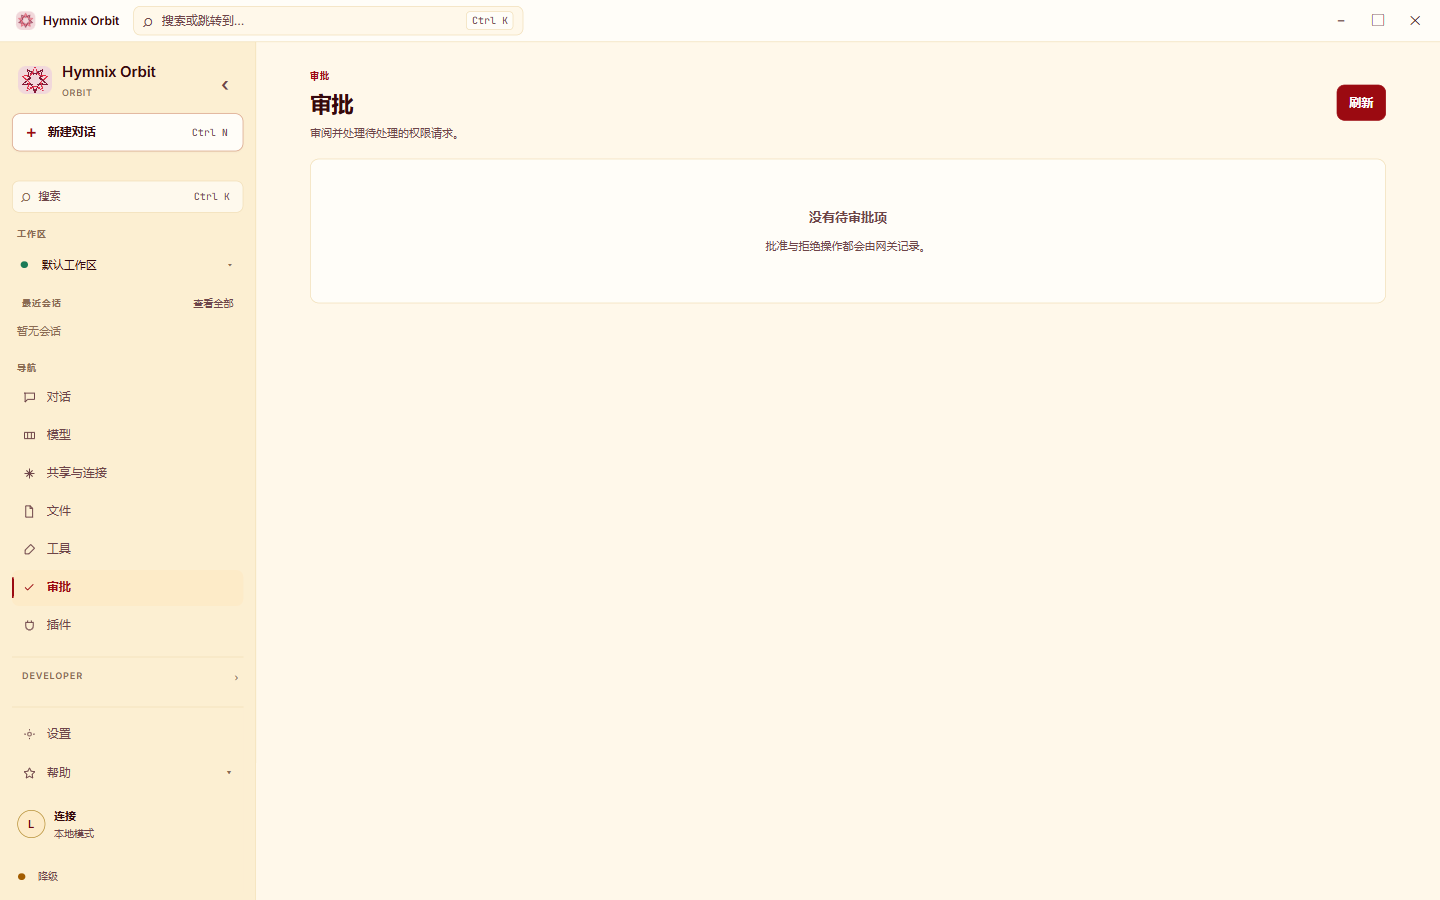 Hymnix Orbit
搜索或跳转到...
Ctrl K
Hymnix Orbit
ORBIT
新建对话
Ctrl N
搜索
Ctrl K
工作区
默认工作区
最近会话
查看全部
暂无会话
导航
对话
模型
共享与连接
文件
工具
审批
插件
DEVELOPER
设置
帮助
L
连接
本地模式
降级
审批
审批
审阅并处理待处理的权限请求。
刷新
没有待审批项
批准与拒绝操作都会由网关记录。